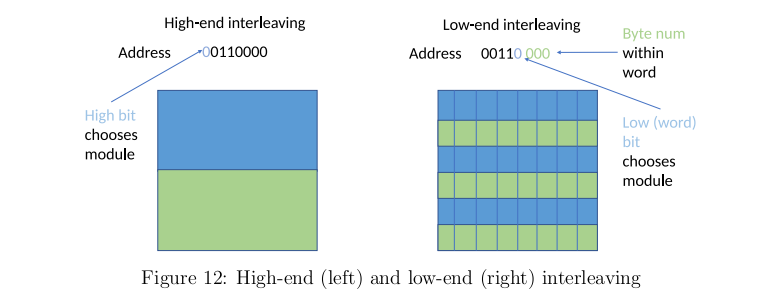 High-end interleaving
Address 00110000
High bit
chooses
module
Low-end interleaving
Address 00110 000
Byte num
within
word
Low (word)
bit
chooses
module
Figure 12: High-end (left) and low-end (right) interleaving